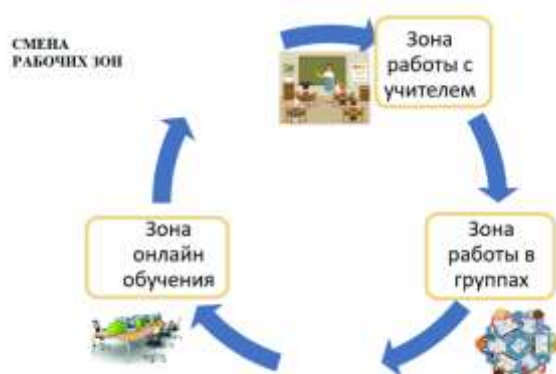 СМЕНА
РАБОЧИХ ЗОН
Зона
работы с
учителем
Зона
работы в
группах
Зона
онлайн
обучения